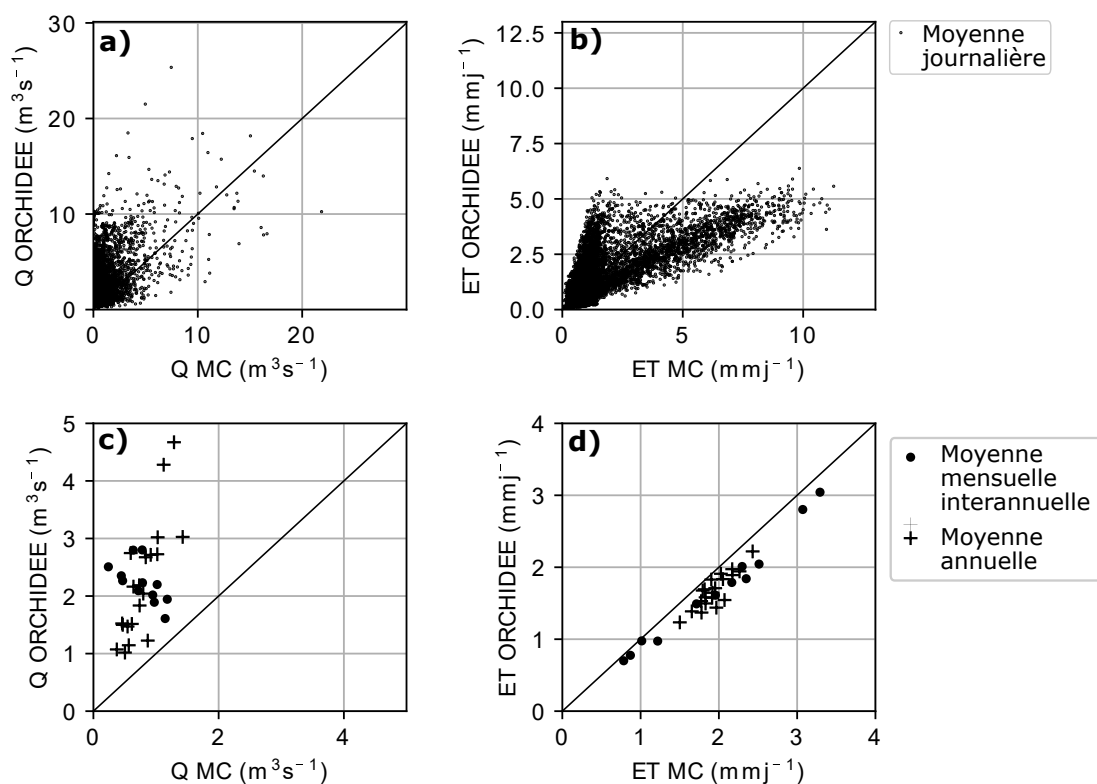 a)
30
20
10
0
0
10
20
Q ORCHIDEE (m³s⁻¹)
Q MC (m³s⁻¹)
b)
12.5
10.0
7.5
5.0
2.5
0.0
0
5
10
ET ORCHIDEE (mmj⁻¹)
ET MC (mmj⁻¹)
Moyenne
journalière
c)
5
4
3
2
1
0
0
2
4
Q ORCHIDEE (m³s⁻¹)
Q MC (m³s⁻¹)
d)
4
3
2
1
0
0
1
2
3
4
ET ORCHIDEE (mmj⁻¹)
ET MC (mmj⁻¹)
Moyenne
mensuelle
interannuelle
Moyenne
annuelle